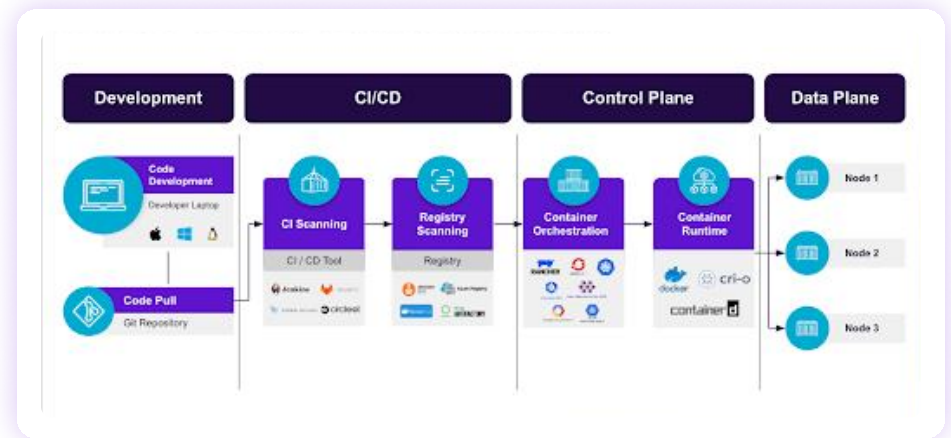 Development
CI/CD
Control Plane
Data Plane
Code
Development
Developer Laptop
Code Pull
Git Repository
CI Scanning
CI / CD Tool
circleci
Registry
Scanning
Registry
Container
Orchestration
RANCHER
Container
Runtime
docker
cri-o
containerd
Node 1
Node 2
Node 3